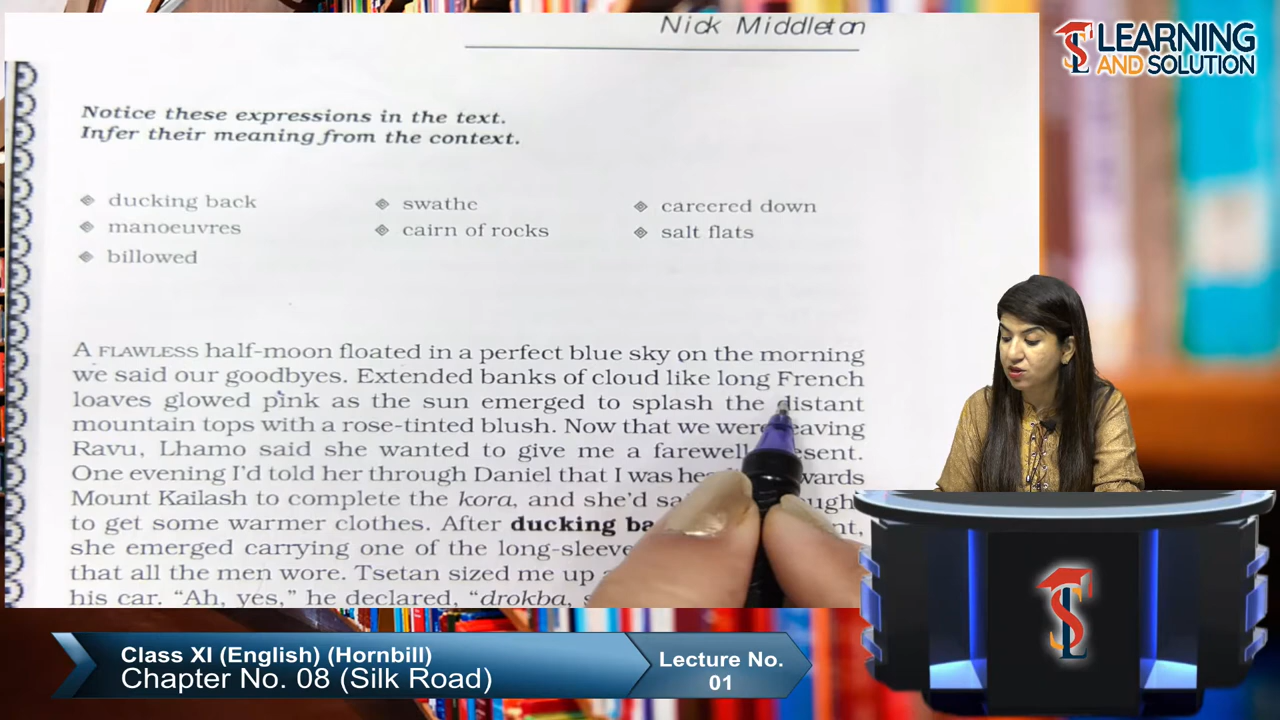 Nick Middleton
LEARNING
AND SOLUTION
Notice these expressions in the text.
Infer their meaning from the context.
ducking back
swathe
careered down
manoeuvres
cairn of rocks
salt flats
billowed
A FLAWLESS half-moon floated in a perfect blue sky on the morning
we said our goodbyes. Extended banks of cloud like long French
loaves glowed pink as the sun emerged to splash the distant
mountain tops with a rose-tinted blush. Now that we were leaving
Ravu, Lhamo said she wanted to give me a farewell present.
One evening I'd told her through Daniel that I was
Mount Kailash to complete the kora, and she'd
to get some warmer clothes. After ducking
she emerged carrying one of the
that all the men wore. Tsetan sized me up
his car. "Ah, yes," he declared, "drokba,
Class XI (English) (Hornbill)
Chapter No. 08 (Silk Road)
Lecture No.
01